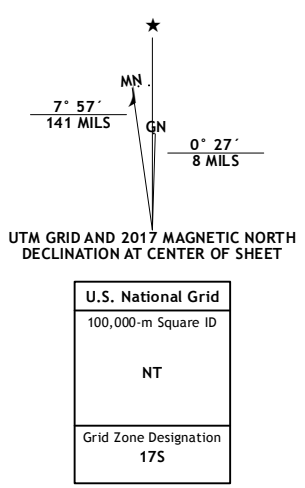 ★
MN
7° 57´
141 MILS
GN
0° 27´
8 MILS
UTM GRID AND 2017 MAGNETIC NORTH
DECLINATION AT CENTER OF SHEET
U.S. National Grid
100,000-m Square ID
NT
Grid Zone Designation
17S